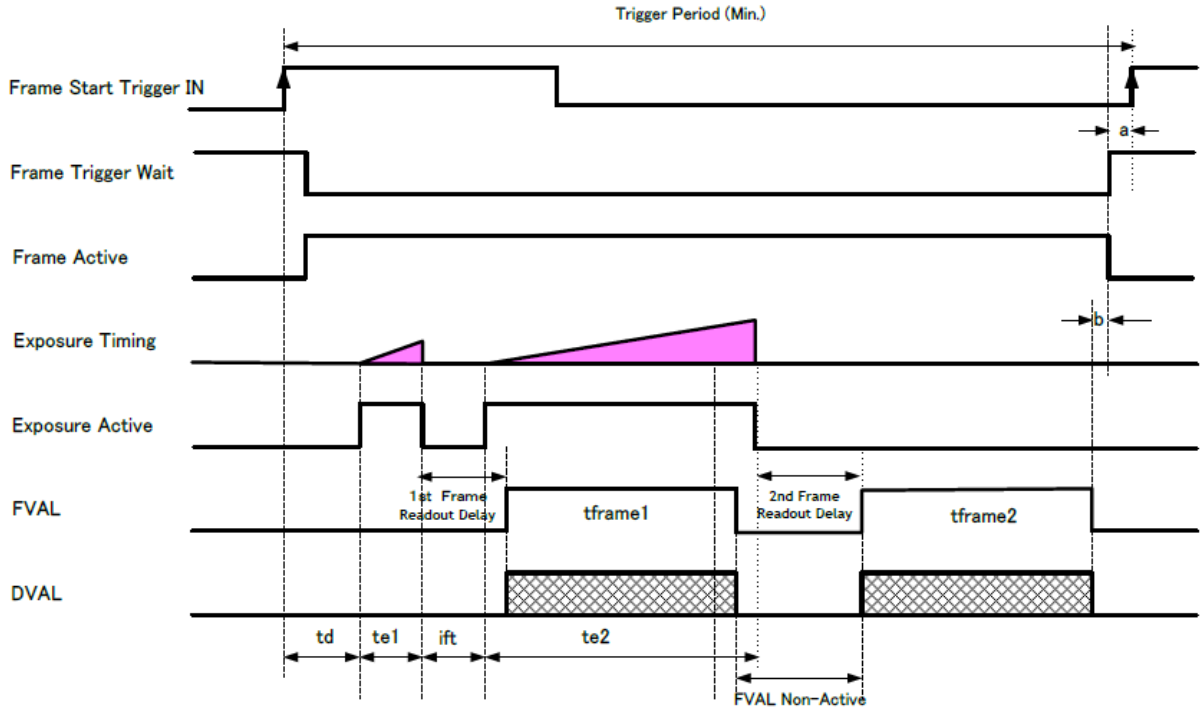 Trigger Period (Min.)
Frame Start Trigger IN
a
Frame Trigger Wait
Frame Active
b
Exposure Timing
Exposure Active
1st Frame
Readout Delay
2nd Frame
Readout Delay
FVAL
tframe1
tframe2
DVAL
td
te1
ift
te2
FVAL Non-Active